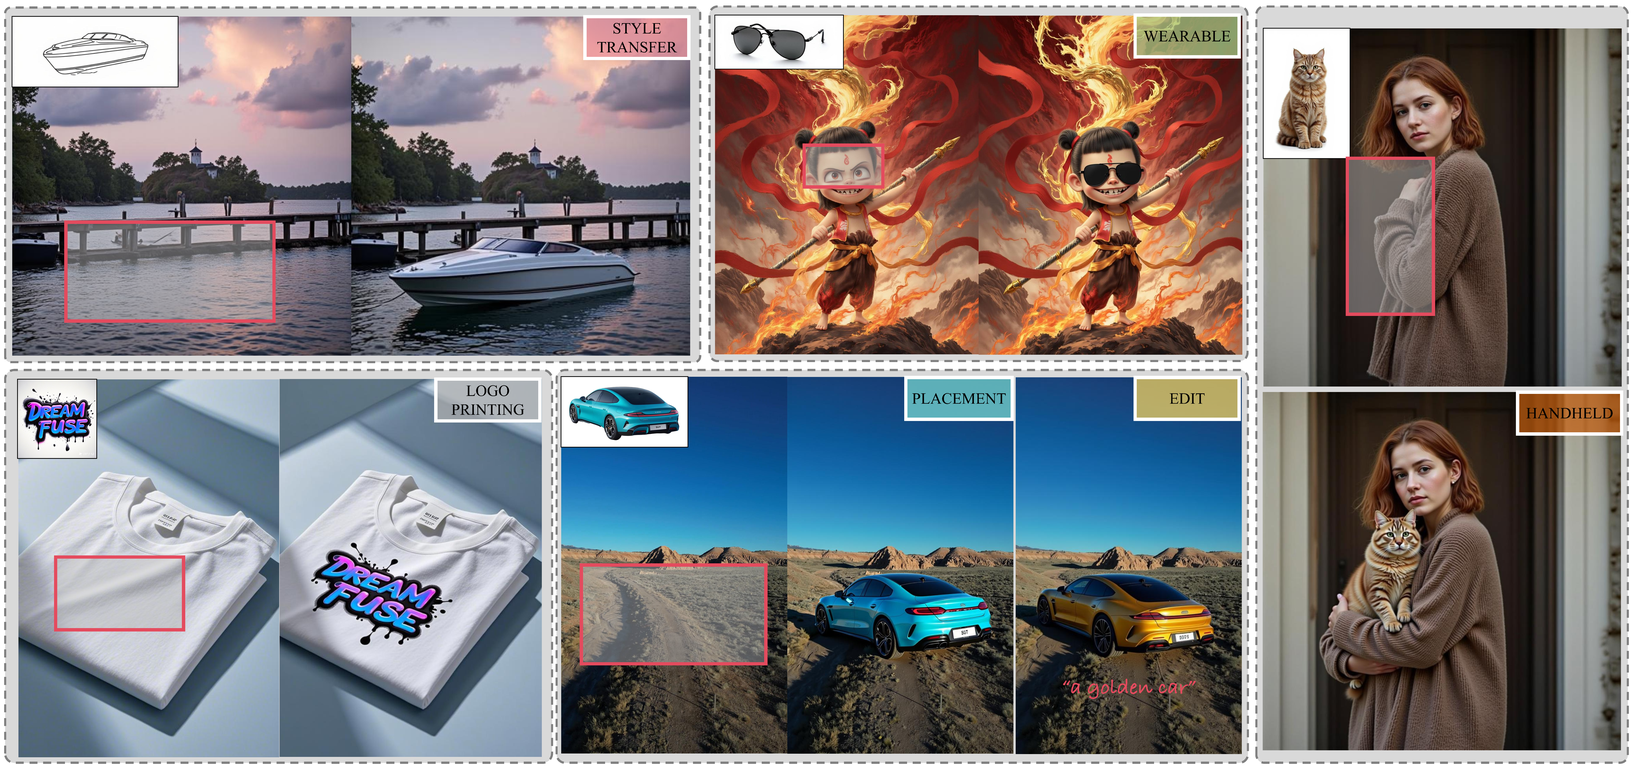 STYLE
TRANSFER
WEARABLE
DREAM
FUSE
LOGO
PRINTING
DREAM
FUSE
PLACEMENT
EDIT
"a golden car"
HANDHELD